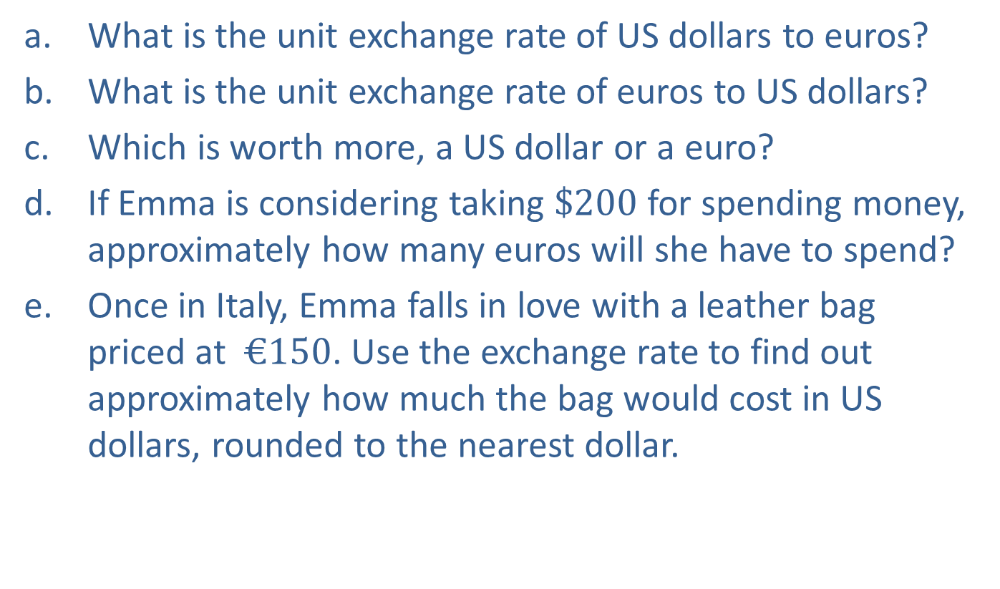 a. What is the unit exchange rate of US dollars to euros?
b. What is the unit exchange rate of euros to US dollars?
c. Which is worth more, a US dollar or a euro?
d. If Emma is considering taking $200 for spending money,
approximately how many euros will she have to spend?
e. Once in Italy, Emma falls in love with a leather bag
priced at €150. Use the exchange rate to find out
approximately how much the bag would cost in US
dollars, rounded to the nearest dollar.